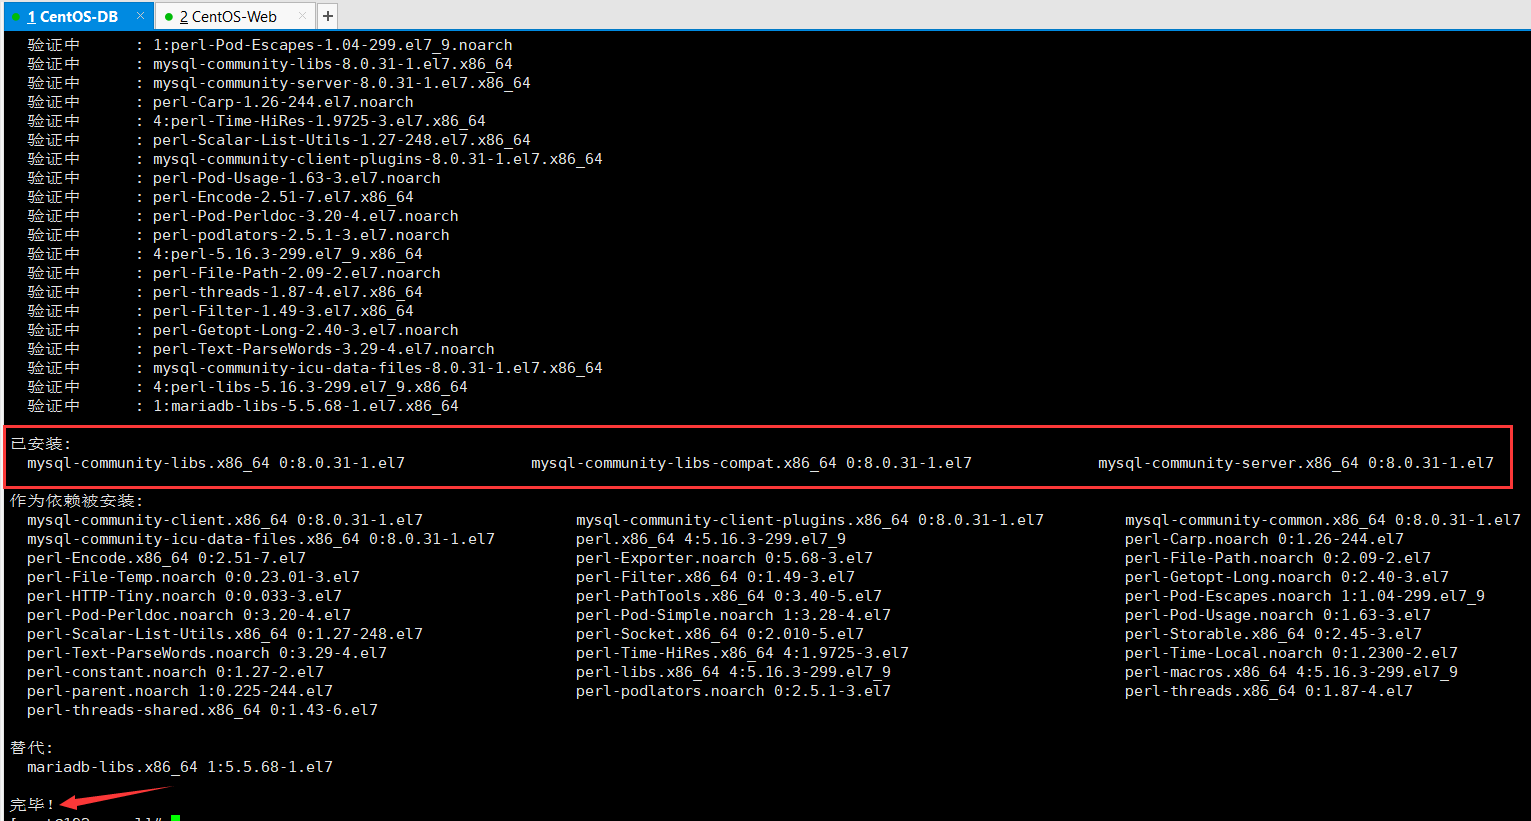 1 CentOS-DB × 2 CentOS-Web × +
验证中 : 1:perl-Pod-Escapes-1.04-299.el7_9.noarch
验证中 : mysql-community-libs-8.0.31-1.el7.x86_64
验证中 : mysql-community-server-8.0.31-1.el7.x86_64
验证中 : perl-Carp-1.26-244.el7.noarch
验证中 : 4:perl-Time-HiRes-1.9725-3.el7.x86_64
验证中 : perl-Scalar-List-Utils-1.27-248.el7.x86_64
验证中 : mysql-community-client-plugins-8.0.31-1.el7.x86_64
验证中 : perl-Pod-Usage-1.63-3.el7.noarch
验证中 : perl-Encode-2.51-7.el7.x86_64
验证中 : perl-Pod-Perldoc-3.20-4.el7.noarch
验证中 : perl-podlators-2.5.1-3.el7.noarch
验证中 : 4:perl-5.16.3-299.el7_9.x86_64
验证中 : perl-File-Path-2.09-2.el7.noarch
验证中 : perl-threads-1.87-4.el7.x86_64
验证中 : perl-Filter-1.49-3.el7.x86_64
验证中 : perl-Getopt-Long-2.40-3.el7.noarch
验证中 : perl-Text-ParseWords-3.29-4.el7.noarch
验证中 : mysql-community-icu-data-files-8.0.31-1.el7.x86_64
验证中 : 4:perl-libs-5.16.3-299.el7_9.x86_64
验证中 : 1:mariadb-libs-5.5.68-1.el7.x86_64
已安装:
mysql-community-libs.x86_64 0:8.0.31-1.el7 mysql-community-libs-compat.x86_64 0:8.0.31-1.el7 mysql-community-server.x86_64 0:8.0.31-1.el7
作为依赖被安装:
mysql-community-client.x86_64 0:8.0.31-1.el7 mysql-community-client-plugins.x86_64 0:8.0.31-1.el7 mysql-community-common.x86_64 0:8.0.31-1.el7
mysql-community-icu-data-files.x86_64 0:8.0.31-1.el7 perl.x86_64 4:5.16.3-299.el7_9 perl-Carp.noarch 0:1.26-244.el7
perl-Encode.x86_64 0:2.51-7.el7 perl-Exporter.noarch 0:5.68-3.el7 perl-File-Path.noarch 0:2.09-2.el7
perl-File-Temp.noarch 0:0.23.01-3.el7 perl-Filter.x86_64 0:1.49-3.el7 perl-Getopt-Long.noarch 0:2.40-3.el7
perl-HTTP-Tiny.noarch 0:0.033-3.el7 perl-PathTools.x86_64 0:3.40-5.el7 perl-Pod-Escapes.noarch 1:1.04-299.el7_9
perl-Pod-Perldoc.noarch 0:3.20-4.el7 perl-Pod-Simple.noarch 1:3.28-4.el7 perl-Pod-Usage.noarch 0:1.63-3.el7
perl-Scalar-List-Utils.x86_64 0:1.27-248.el7 perl-Socket.x86_64 0:2.010-5.el7 perl-Storable.x86_64 0:2.45-3.el7
perl-Text-ParseWords.noarch 0:3.29-4.el7 perl-Time-HiRes.x86_64 4:1.9725-3.el7 perl-Time-Local.noarch 0:1.2300-2.el7
perl-constant.noarch 0:1.27-2.el7 perl-libs.x86_64 4:5.16.3-299.el7_9 perl-macros.x86_64 4:5.16.3-299.el7_9
perl-parent.noarch 1:0.225-244.el7 perl-podlators.noarch 0:2.5.1-3.el7 perl-threads.x86_64 0:1.87-4.el7
perl-threads-shared.x86_64 0:1.43-6.el7
替代:
mariadb-libs.x86_64 1:5.5.68-1.el7
完毕!